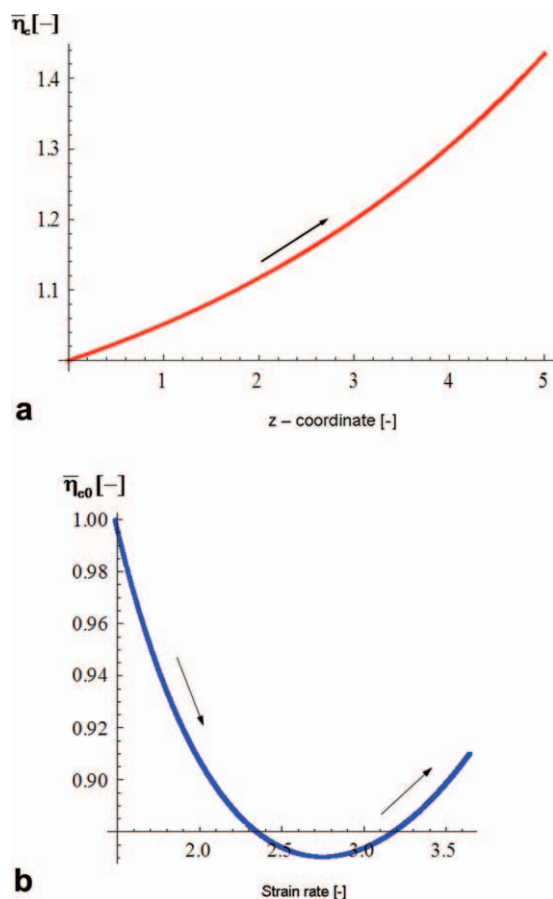 η̅c[–]
1.4
1.3
1.2
1.1
1 2 3 4 5
a
z – coordinate [-]
η̅c0 [–]
1.00
0.98
0.96
0.94
0.92
0.90
2.0 2.5 3.0 3.5
b
Strain rate [-]